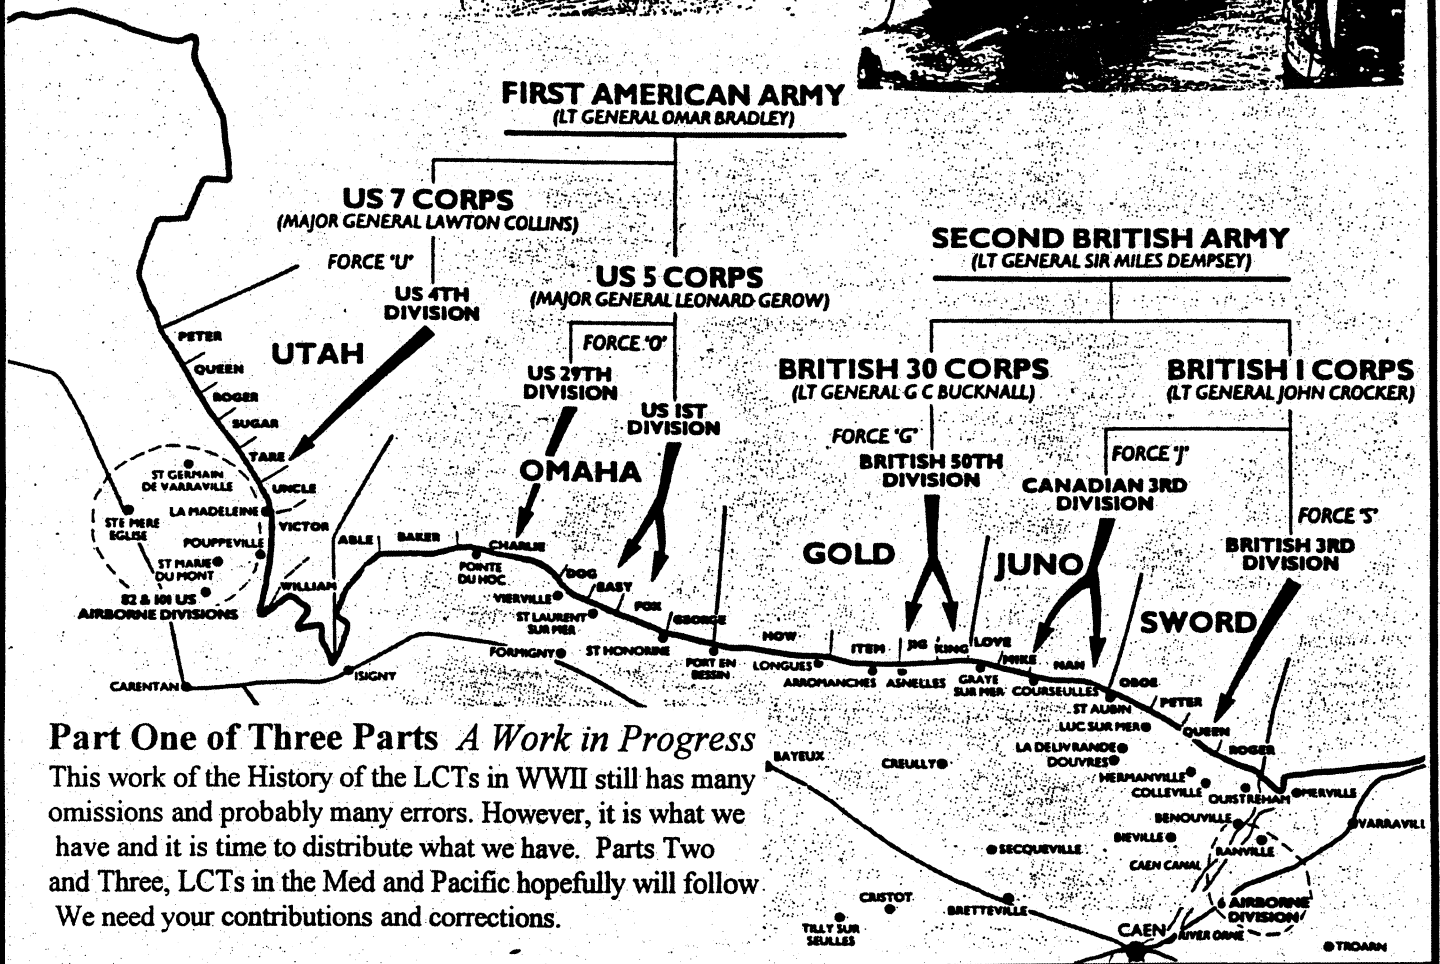 FIRST AMERICAN ARMY
(LT GENERAL OMAR BRADLEY)
US 7 CORPS
(MAJOR GENERAL LAWTON COLLINS)
FORCE 'U'
US 4TH
DIVISION
UTAH
US 5 CORPS
(MAJOR GENERAL LEONARD GEROW)
FORCE 'O'
US 29TH
DIVISION
US 1ST
DIVISION
OMAHA
SECOND BRITISH ARMY
(LT GENERAL SIR MILES DEMPSEY)
BRITISH 30 CORPS
(LT GENERAL G C BUCKNALL)
FORCE 'G'
BRITISH 50TH
DIVISION
GOLD
BRITISH 1 CORPS
(LT GENERAL JOHN CROCKER)
FORCE 'J'
CANADIAN 3RD
DIVISION
JUNO
FORCE 'S'
BRITISH 3RD
DIVISION
SWORD
PETER
QUEEN
ROGER
SUGAR
TARE
UNCLE
VICTOR
WILLIAM
ABLE
BAKER
CHARLIE
DOG
EASY
FOX
GEORGE
HOW
ITEM
JIG
KING
LOVE
MIKE
NAN
OBOE
PETER
QUEEN
ROGER
ST GERMAIN
DE VARRAVILLE
STE MERE
EGLISE
LA MADELEINE
POUPPEVILLE
ST MARIE
DU MONT
82 & 101 US
AIRBORNE DIVISIONS
CARENTAN
ISIGNY
POINTE
DU HOC
VIERVILLE
ST LAURENT
SUR MER
FORMIGNY
ST HONORINE
PORT EN
BESSIN
LONGUES
ARROMANCHES
ASNELLES
GRAYE
SUR MER
COURSEULLES
ST AUBIN
LUC SUR MER
LA DELIVRANDE
DOUVRES
HERMANVILLE
COLLEVILLE
OUISTREHAM
MERVILLE
BENOUVILLE
VARRAVILL
BIEVILLE
RANVILLE
CAEN CANAL
6 AIRBORNE
DIVISION
BAYEUX
CREULLY
SECQUEVILLE
CRISTOT
BRETTEVILLE
TILLY SUR
SEULLES
CAEN
RIVER ORNE
TROARN
Part One of Three Parts A Work in Progress
This work of the History of the LCTs in WWII still has many
omissions and probably many errors. However, it is what we
have and it is time to distribute what we have. Parts Two
and Three, LCTs in the Med and Pacific hopefully will follow.
We need your contributions and corrections.